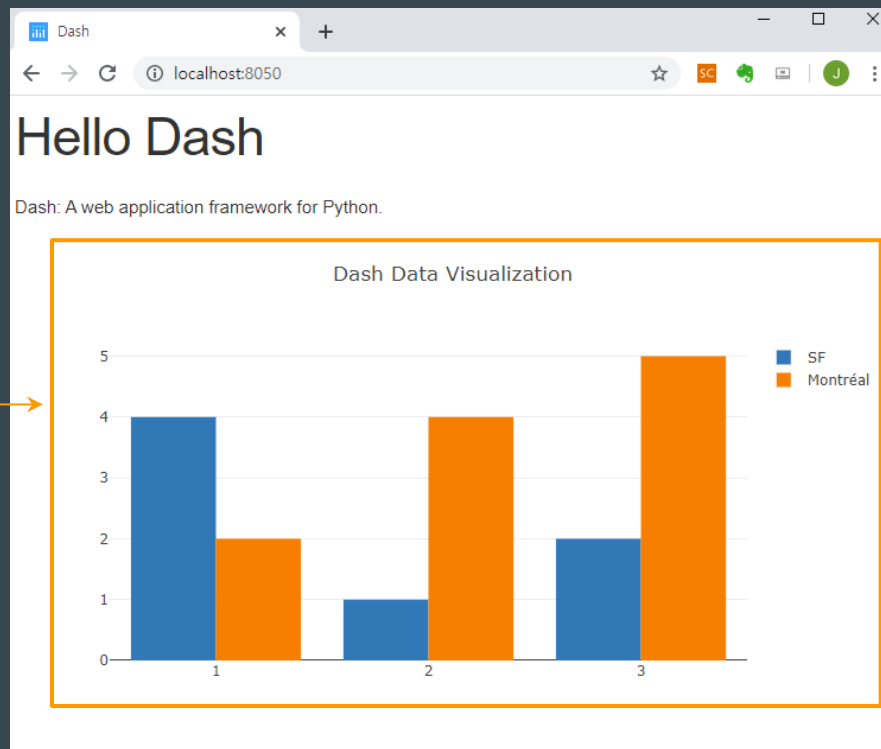 Dash
localhost:8050
SC
J
Hello Dash
Dash: A web application framework for Python.
Dash Data Visualization
5
4
3
2
1
0
1
2
3
SF
Montréal